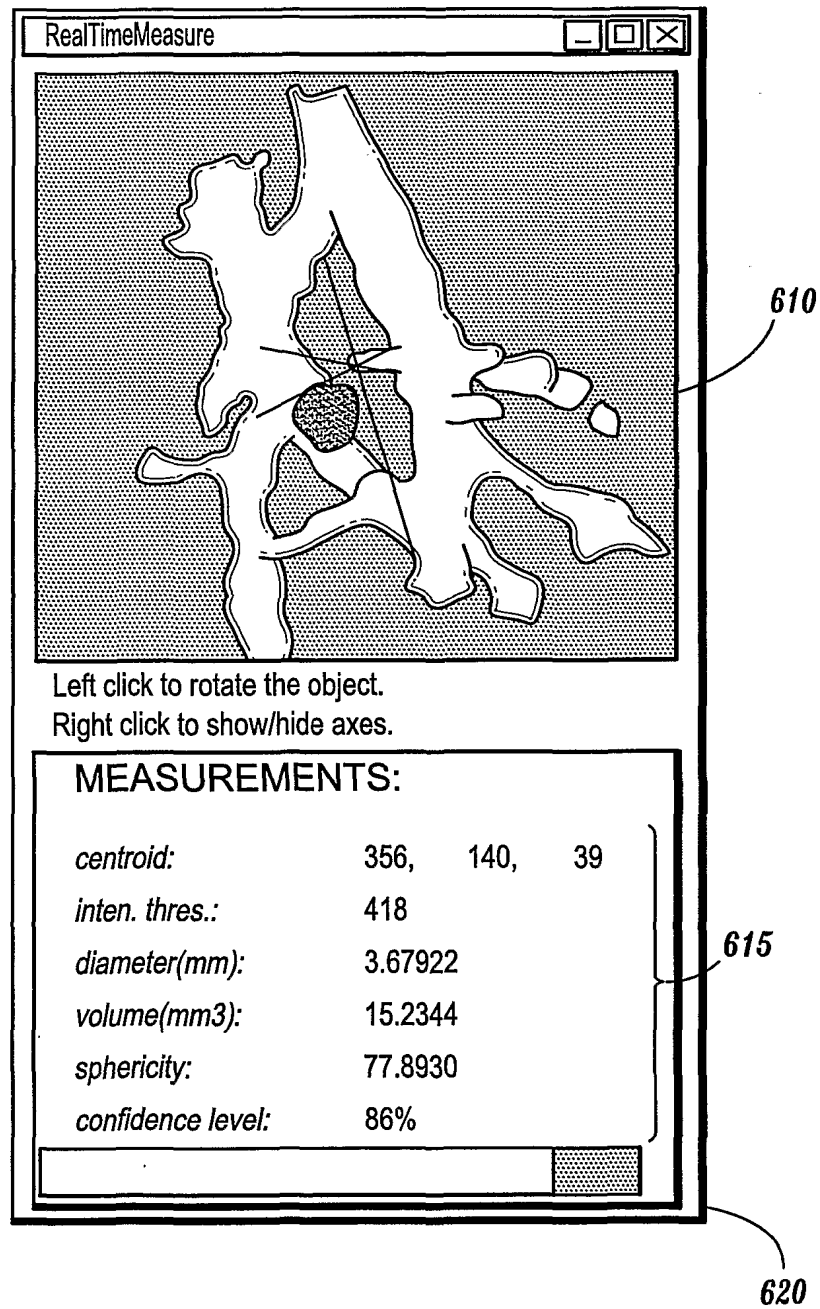 RealTimeMeasure
610
Left click to rotate the object.
Right click to show/hide axes.
MEASUREMENTS:
centroid: 356, 140, 39
inten. thres.: 418
diameter(mm): 3.67922
615
volume(mm3): 15.2344
sphericity: 77.8930
confidence level: 86%
620